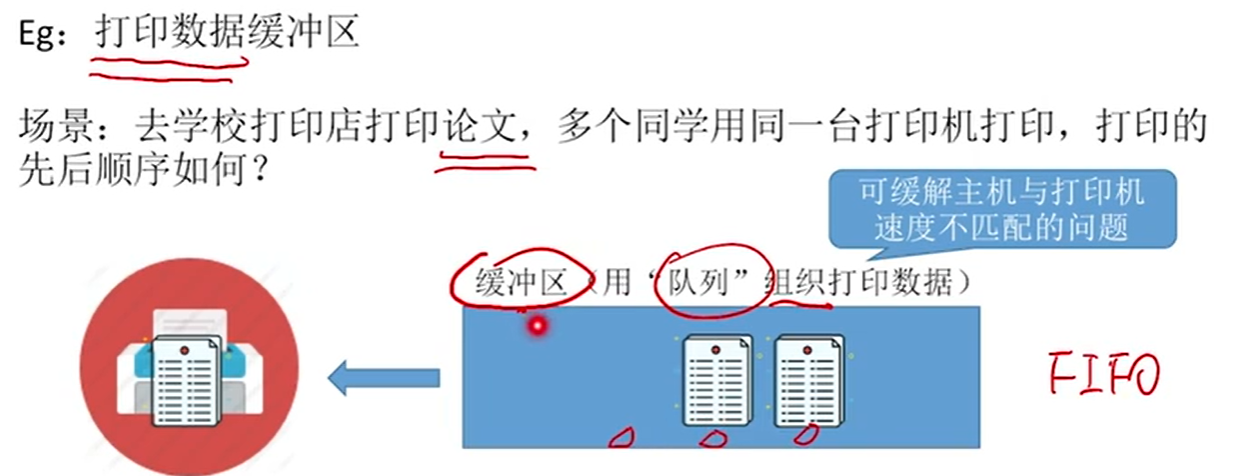 Eg：打印数据缓冲区
场景：去学校打印店打印论文，多个同学用同一台打印机打印，打印的
先后顺序如何？
可缓解主机与打印机
速度不匹配的问题
缓冲区（用“队列”组织打印数据）
FIFO